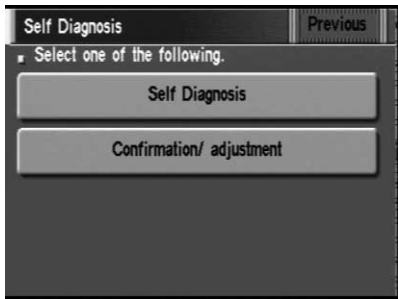 Self Diagnosis
Previous
Select one of the following.
Self Diagnosis
Confirmation/ adjustment